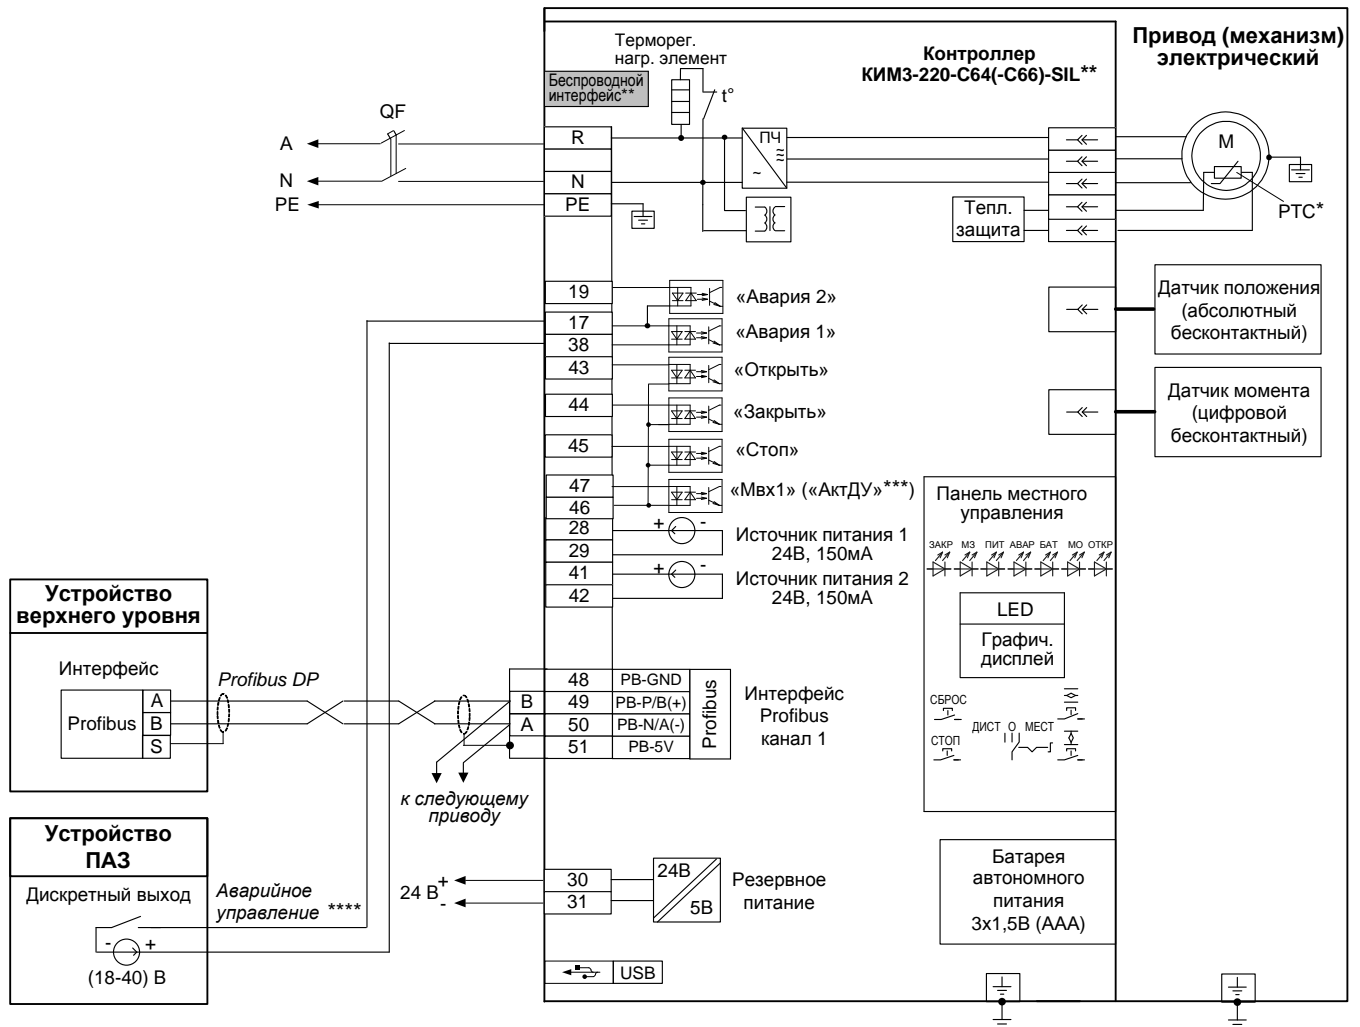 Терморег.
нагр. элемент
Контроллер
КИМ3-220-С64(-С66)-SIL**
Привод (механизм)
электрический
Беспроводной
интерфейс**
t°
QF
A
R
ПЧ
~
M
N
N
PE
PE
Тепл.
защита
РТС*
19
«Авария 2»
17
«Авария 1»
38
43
«Открыть»
44
«Закрыть»
45
«Стоп»
47
«Мвх1» («АктДУ»***)
46
28
+ -
Источник питания 1
24В, 150мА
29
41
+ -
Источник питания 2
24В, 150мА
42
Датчик положения
(абсолютный
бесконтактный)
Датчик момента
(цифровой
бесконтактный)
Панель местного
управления
ЗАКР МЗ ПИТ АВАР БАТ МО ОТКР
LED
Графич.
дисплей
СБРОС
ДИСТ О МЕСТ
СТОП
Устройство
верхнего уровня
Интерфейс
Profibus
A
B
S
Profibus DP
B
A
48 PB-GND
49 PB-P/B(+)
50 PB-N/A(-)
51 PB-5V
Profibus
Интерфейс
Profibus
канал 1
к следующему
приводу
Устройство
ПАЗ
Дискретный выход
- +
(18-40) В
Аварийное
управление ****
24 В
+
-
30
31
24В
5В
Резервное
питание
Батарея
автономного
питания
3х1,5В (ААА)
USB